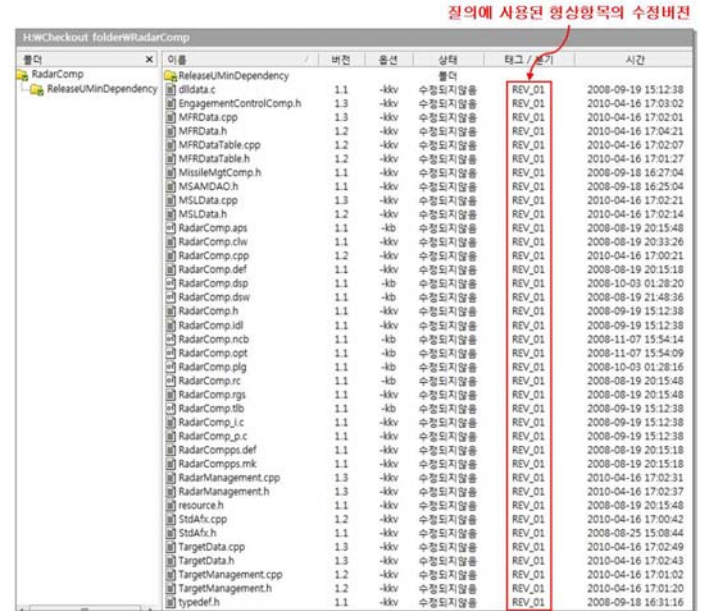 질의에 사용된 형상항목의 수정버전
H:\Checkout folder\RadarComp
폴더 × 이름 / 버전 옵션 상태 태그 / 분기 시간
RadarComp ReleaseUMinDependency 폴더
ReleaseUMinDependency dlldata.c 1.1 -kkv 수정되지않음 REV_01 2008-09-19 15:12:38
EngagementControlComp.h 1.3 -kkv 수정되지않음 REV_01 2010-04-16 17:03:02
MFRData.cpp 1.3 -kkv 수정되지않음 REV_01 2010-04-16 17:02:01
MFRData.h 1.2 -kkv 수정되지않음 REV_01 2010-04-16 17:04:21
MFRDataTable.cpp 1.2 -kkv 수정되지않음 REV_01 2010-04-16 17:02:07
MFRDataTable.h 1.2 -kkv 수정되지않음 REV_01 2010-04-16 17:01:27
MissileMgtComp.h 1.1 -kkv 수정되지않음 REV_01 2008-09-18 16:27:04
MSAMDAO.h 1.1 -kkv 수정되지않음 REV_01 2008-09-18 16:25:04
MSLData.cpp 1.3 -kkv 수정되지않음 REV_01 2010-04-16 17:02:21
MSLData.h 1.2 -kkv 수정되지않음 REV_01 2010-04-16 17:02:14
RadarComp.aps 1.1 -kb 수정되지않음 REV_01 2008-08-19 20:15:48
RadarComp.clw 1.1 -kkv 수정되지않음 REV_01 2008-08-19 20:33:26
RadarComp.cpp 1.2 -kkv 수정되지않음 REV_01 2010-04-16 17:00:21
RadarComp.def 1.1 -kkv 수정되지않음 REV_01 2008-08-19 20:15:18
RadarComp.dsp 1.1 -kb 수정되지않음 REV_01 2008-10-03 01:28:20
RadarComp.dsw 1.1 -kb 수정되지않음 REV_01 2008-08-19 21:48:36
RadarComp.h 1.1 -kkv 수정되지않음 REV_01 2008-09-19 15:12:38
RadarComp.idl 1.1 -kkv 수정되지않음 REV_01 2008-09-19 15:12:38
RadarComp.ncb 1.1 -kb 수정되지않음 REV_01 2008-11-07 15:54:14
RadarComp.opt 1.1 -kb 수정되지않음 REV_01 2008-11-07 15:54:09
RadarComp.plg 1.1 -kb 수정되지않음 REV_01 2008-10-03 01:28:16
RadarComp.rc 1.1 -kb 수정되지않음 REV_01 2008-08-19 20:15:48
RadarComp.rgs 1.1 -kkv 수정되지않음 REV_01 2008-08-19 20:15:48
RadarComp.tlb 1.1 -kb 수정되지않음 REV_01 2008-09-19 15:12:38
RadarComp_i.c 1.1 -kkv 수정되지않음 REV_01 2008-09-19 15:12:38
RadarComp_p.c 1.1 -kkv 수정되지않음 REV_01 2008-09-19 15:12:38
RadarCompps.def 1.1 -kkv 수정되지않음 REV_01 2008-08-19 20:15:18
RadarCompps.mk 1.1 -kkv 수정되지않음 REV_01 2008-08-19 20:15:18
RadarManagement.cpp 1.3 -kkv 수정되지않음 REV_01 2010-04-16 17:02:31
RadarManagement.h 1.3 -kkv 수정되지않음 REV_01 2010-04-16 17:02:37
resource.h 1.1 -kkv 수정되지않음 REV_01 2008-08-19 20:15:48
StdAfx.cpp 1.2 -kkv 수정되지않음 REV_01 2010-04-16 17:00:42
StdAfx.h 1.1 -kkv 수정되지않음 REV_01 2008-08-25 15:08:44
TargetData.cpp 1.3 -kkv 수정되지않음 REV_01 2010-04-16 17:02:49
TargetData.h 1.3 -kkv 수정되지않음 REV_01 2010-04-16 17:02:43
TargetManagement.cpp 1.2 -kkv 수정되지않음 REV_01 2010-04-16 17:01:02
TargetManagement.h 1.2 -kkv 수정되지않음 REV_01 2010-04-16 17:01:20
typedef.h 1.1 -kkv 수정되지않음 REV_01 2008-09-18 16:31:16